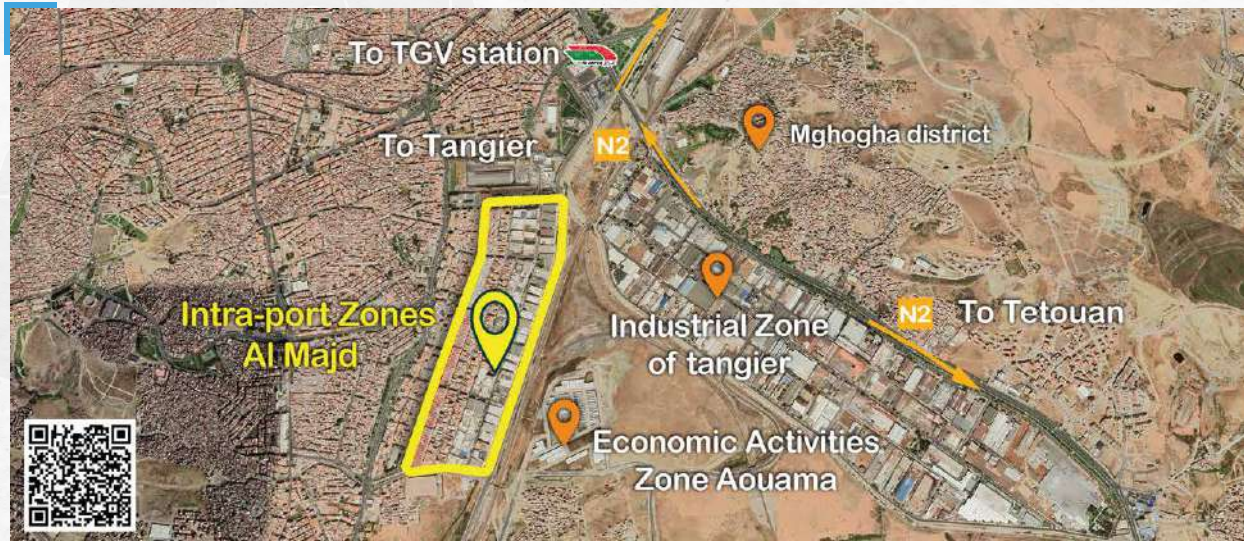 To TGV station
To Tangier
N2
Mghogha district
Intra-port Zones
Al Majd
Industrial Zone
of tangier
N2
To Tetouan
Economic Activities
Zone Aouama